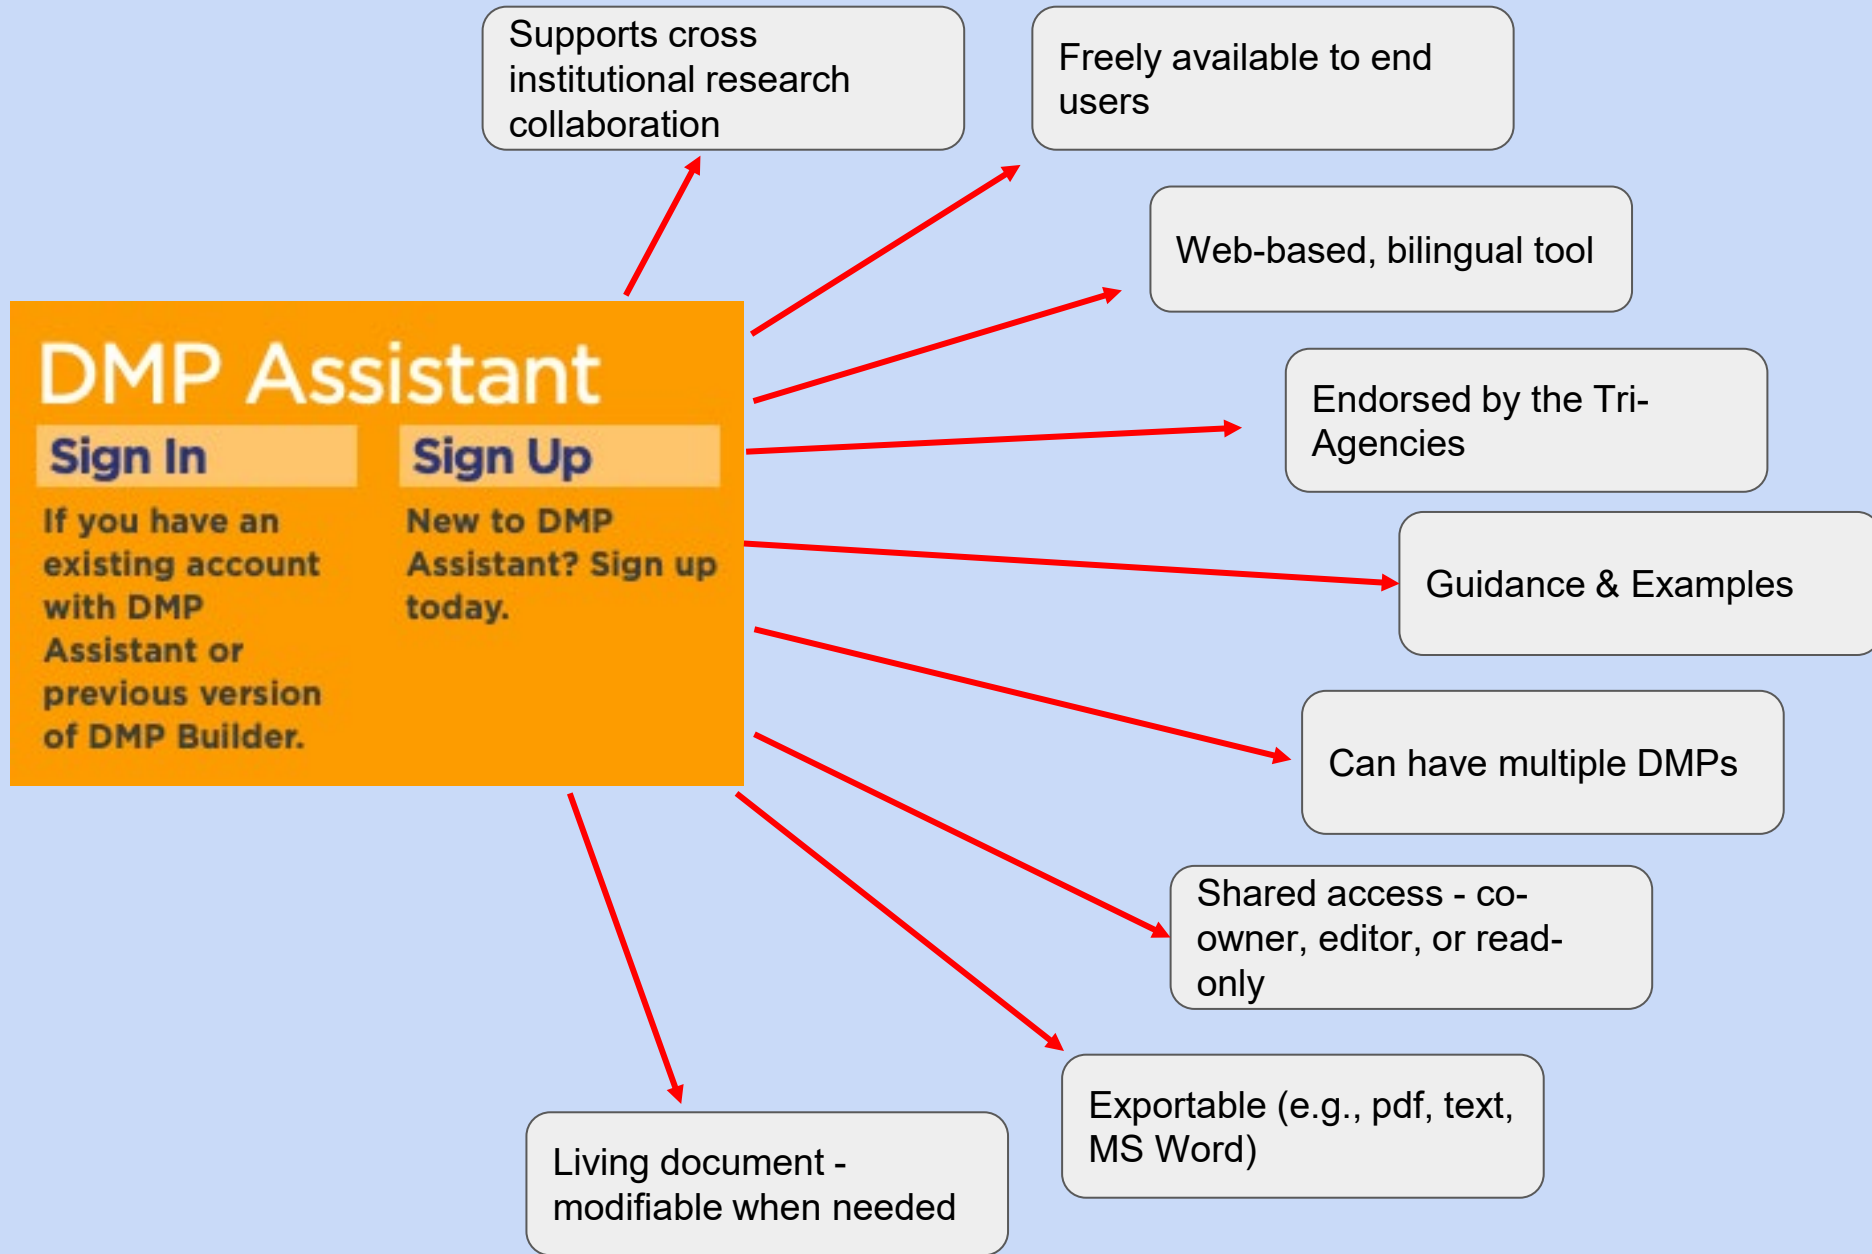 Supports cross
institutional research
collaboration
Freely available to end
users
Web-based, bilingual tool
Endorsed by the Tri-
Agencies
Guidance & Examples
Can have multiple DMPs
Shared access - co-
owner, editor, or read-
only
Exportable (e.g., pdf, text,
MS Word)
Living document -
modifiable when needed
DMP Assistant
Sign In
If you have an
existing account
with DMP
Assistant or
previous version
of DMP Builder.
Sign Up
New to DMP
Assistant? Sign up
today.